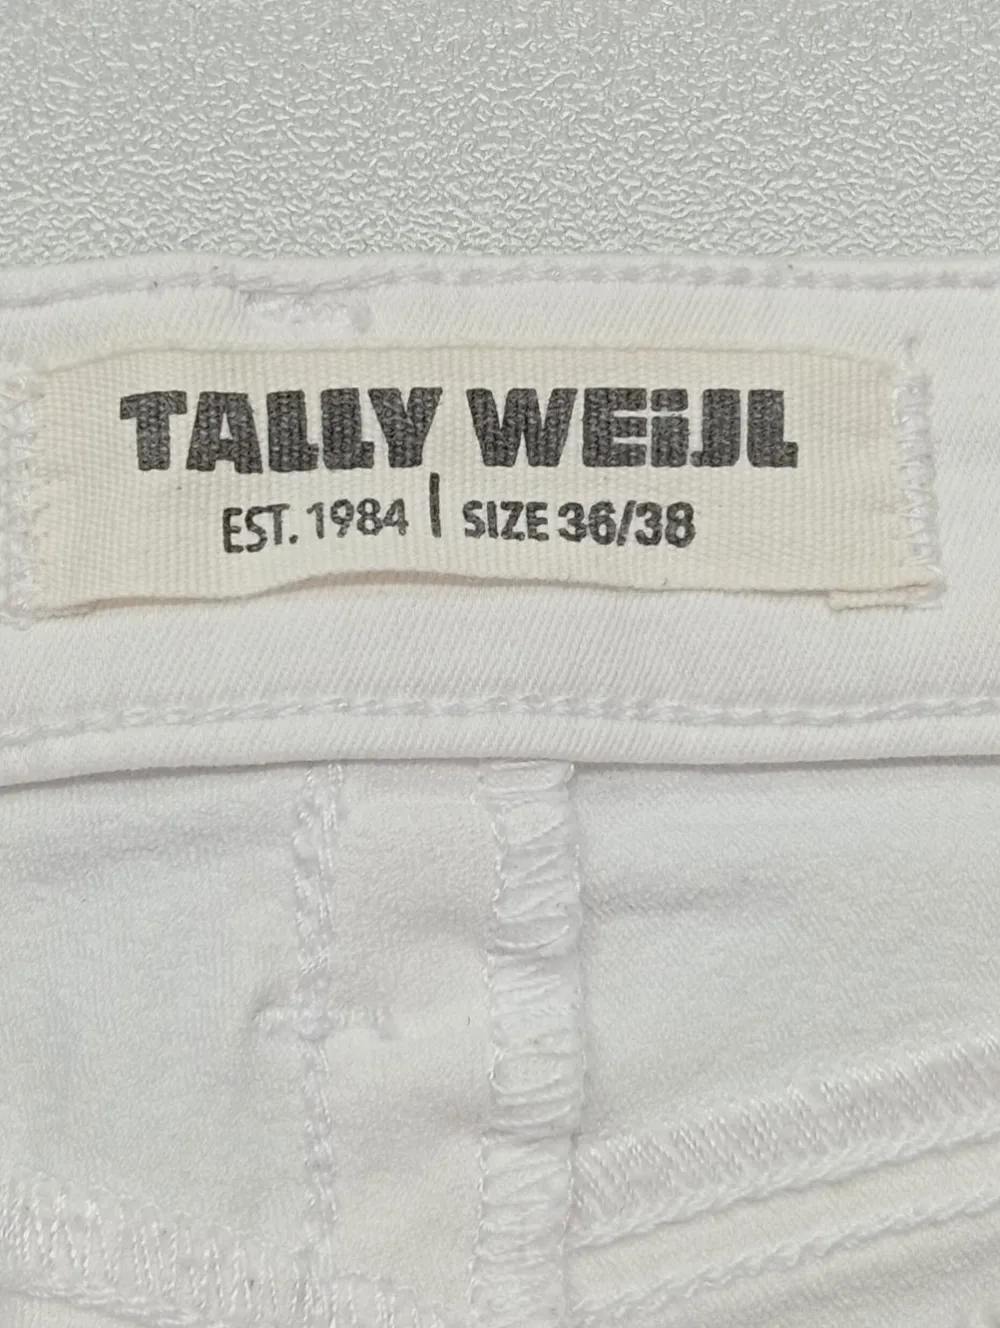 TALLY WEiJL
EST. 1984 | SIZE 36/38